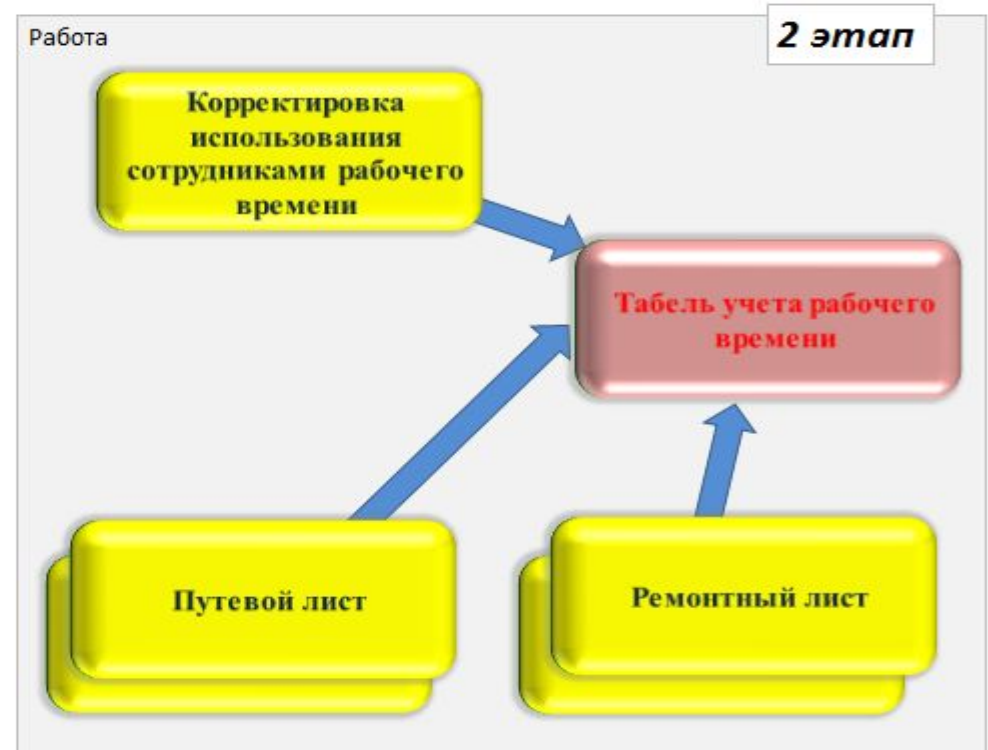 Работа
2 этап
Корректировка
использования
сотрудниками рабочего
времени
Табель учета рабочего
времени
Путевой лист
Ремонтный лист